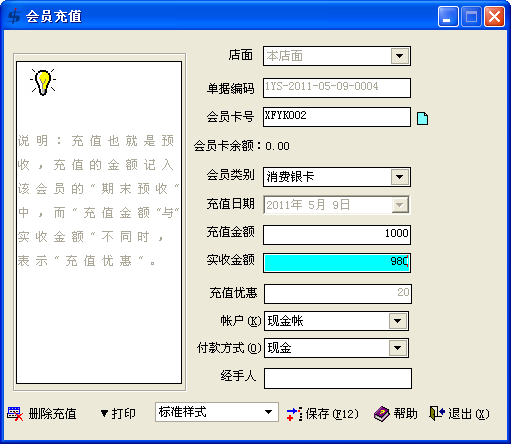 会员充值
店面 本店面
单据编码 1YS-2011-05-09-0004
会员卡号 XFYK002
会员卡余额：0.00
会员类别 消费银卡
充值日期 2011年 5月 9日
充值金额 1000
实收金额 980
充值优惠 20
帐户(K) 现金帐
付款方式(O) 现金
经手人
说明：充值也就是预
收，充值的金额记入
该会员的"期末预收"
中，而"充值金额"与"
实收金额"不同时，
表示"充值优惠"。
删除充值 打印 标准样式 保存(F12) 帮助 退出(X)